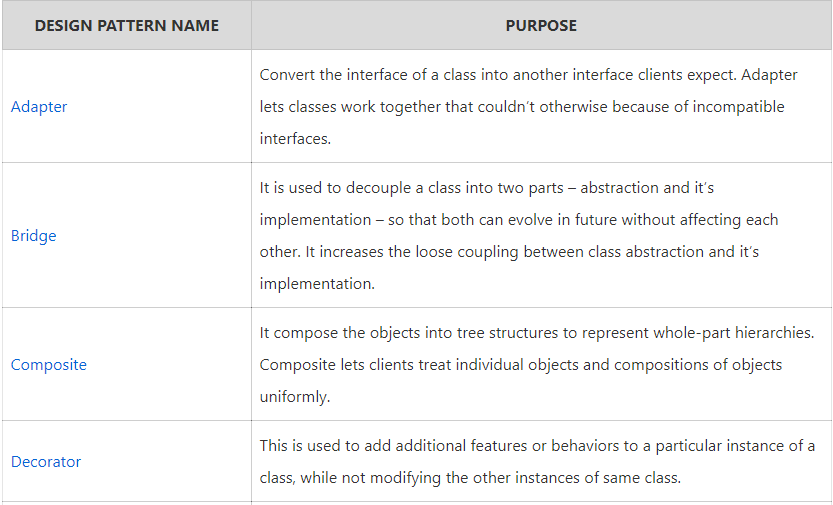 DESIGN PATTERN NAME PURPOSE
Adapter
Convert the interface of a class into another interface clients expect. Adapter
lets classes work together that couldn’t otherwise because of incompatible
interfaces.
Bridge
It is used to decouple a class into two parts – abstraction and it’s
implementation – so that both can evolve in future without affecting each
other. It increases the loose coupling between class abstraction and it’s
implementation.
Composite
It compose the objects into tree structures to represent whole-part hierarchies.
Composite lets clients treat individual objects and compositions of objects
uniformly.
Decorator
This is used to add additional features or behaviors to a particular instance of a
class, while not modifying the other instances of same class.